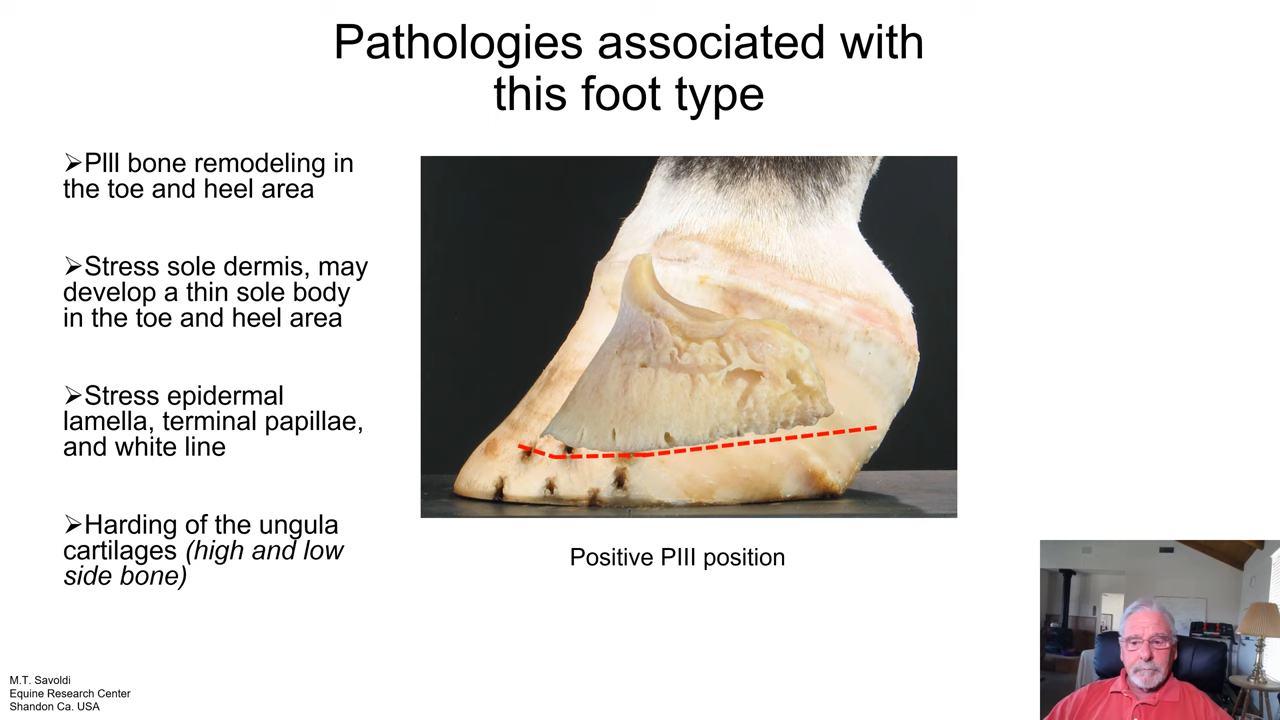 Pathologies associated with
this foot type
➢PIII bone remodeling in
the toe and heel area
➢Stress sole dermis, may
develop a thin sole body
in the toe and heel area
➢Stress epidermal
lamella, terminal papillae,
and white line
➢Harding of the ungula
cartilages (high and low
side bone)
Positive PIII position
M.T. Savoldi
Equine Research Center
Shandon Ca. USA